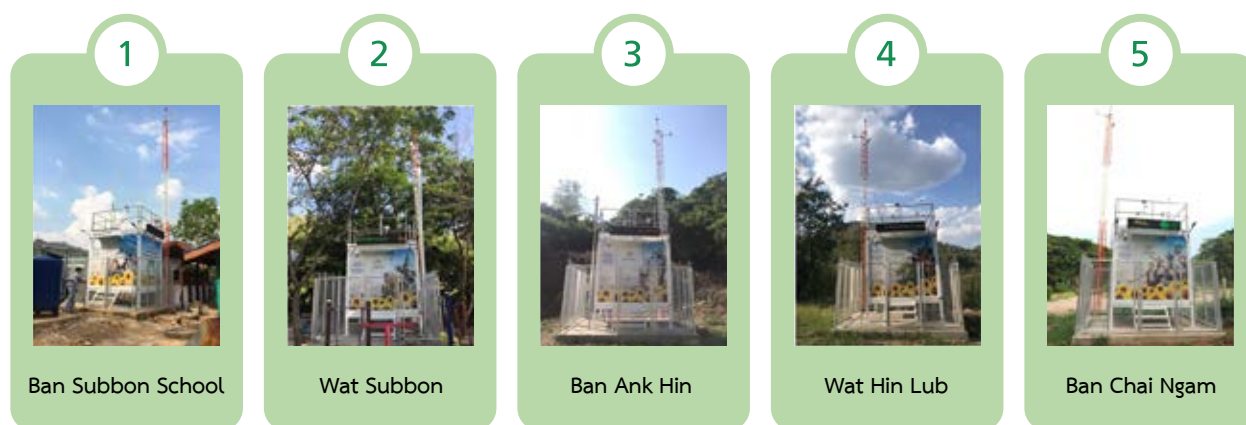 1
2
3
4
5
Ban Subbon School
Wat Subbon
Ban Ank Hin
Wat Hin Lub
Ban Chai Ngam